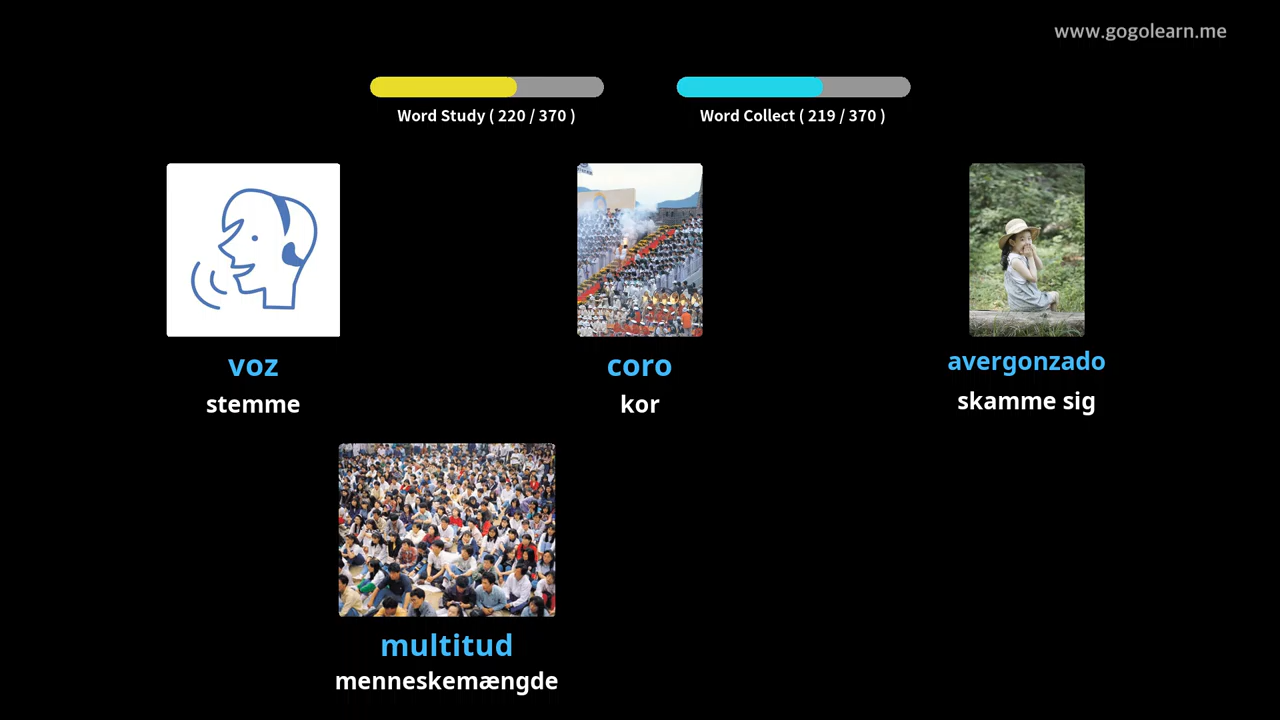 www.gogolearn.me
Word Study ( 220 / 370 )
Word Collect ( 219 / 370 )
voz
stemme
coro
kor
avergonzado
skamme sig
multitud
menneskemængde